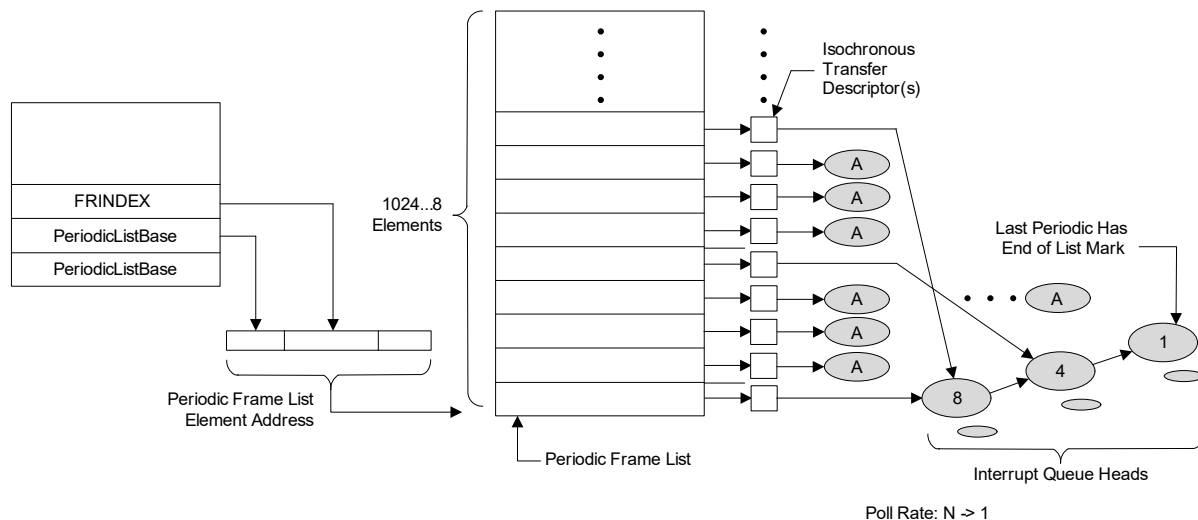 Isochronous
Transfer
Descriptor(s)
FRINDEX
PeriodicListBase
PeriodicListBase
1024...8
Elements
A
A
A
Last Periodic Has
End of List Mark
A
A
A
A
1
4
8
Periodic Frame List
Element Address
Periodic Frame List
Interrupt Queue Heads
Poll Rate: N -> 1